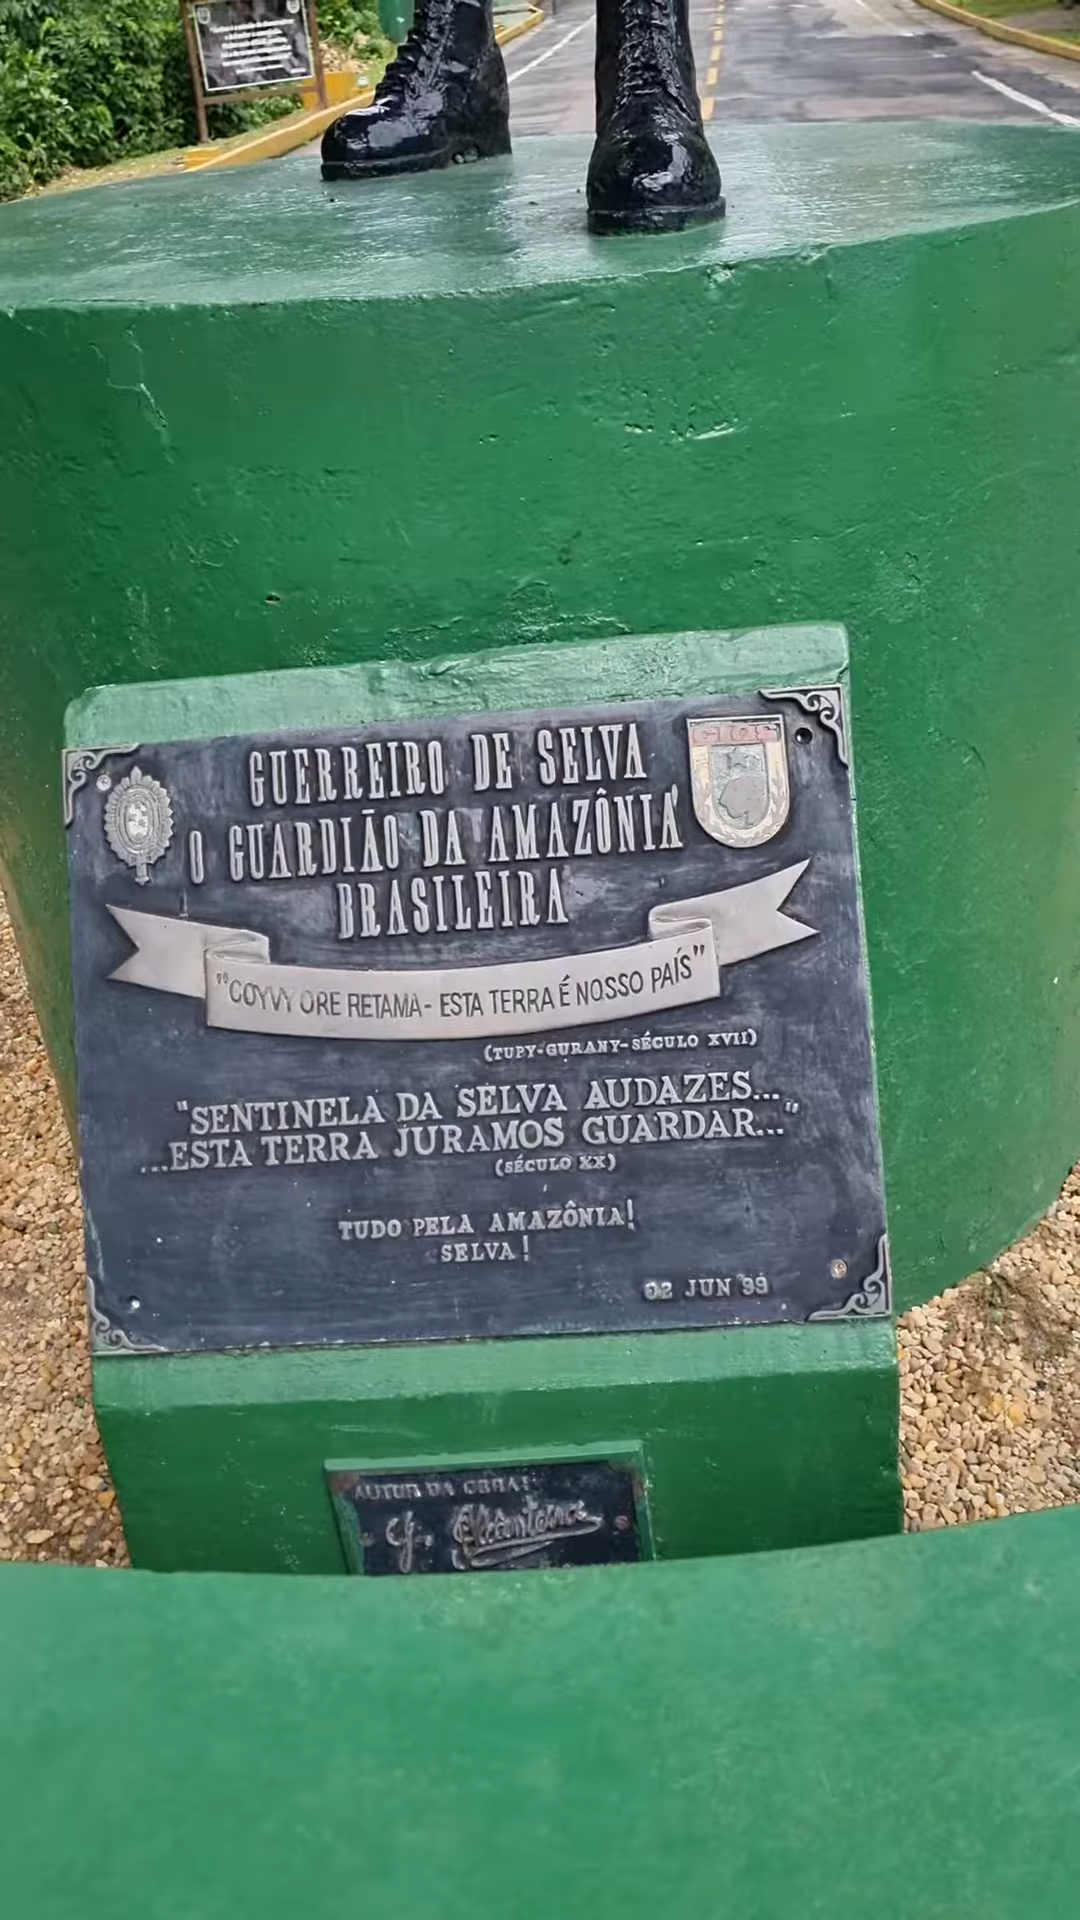 GUERREIRO DE SELVA
O GUARDIÃO DA AMAZÔNIA
BRASILEIRA
"COYVY ORE RETAMA - ESTA TERRA É NOSSO PAÍS"
(TUPY-GURANY-SÉCULO XVII)
"SENTINELA DA SELVA AUDAZES...
...ESTA TERRA JURAMOS GUARDAR..."
(SÉCULO XX)
TUDO PELA AMAZÔNIA!
SELVA!
02 JUN 99
AUTOR DA OBRA: